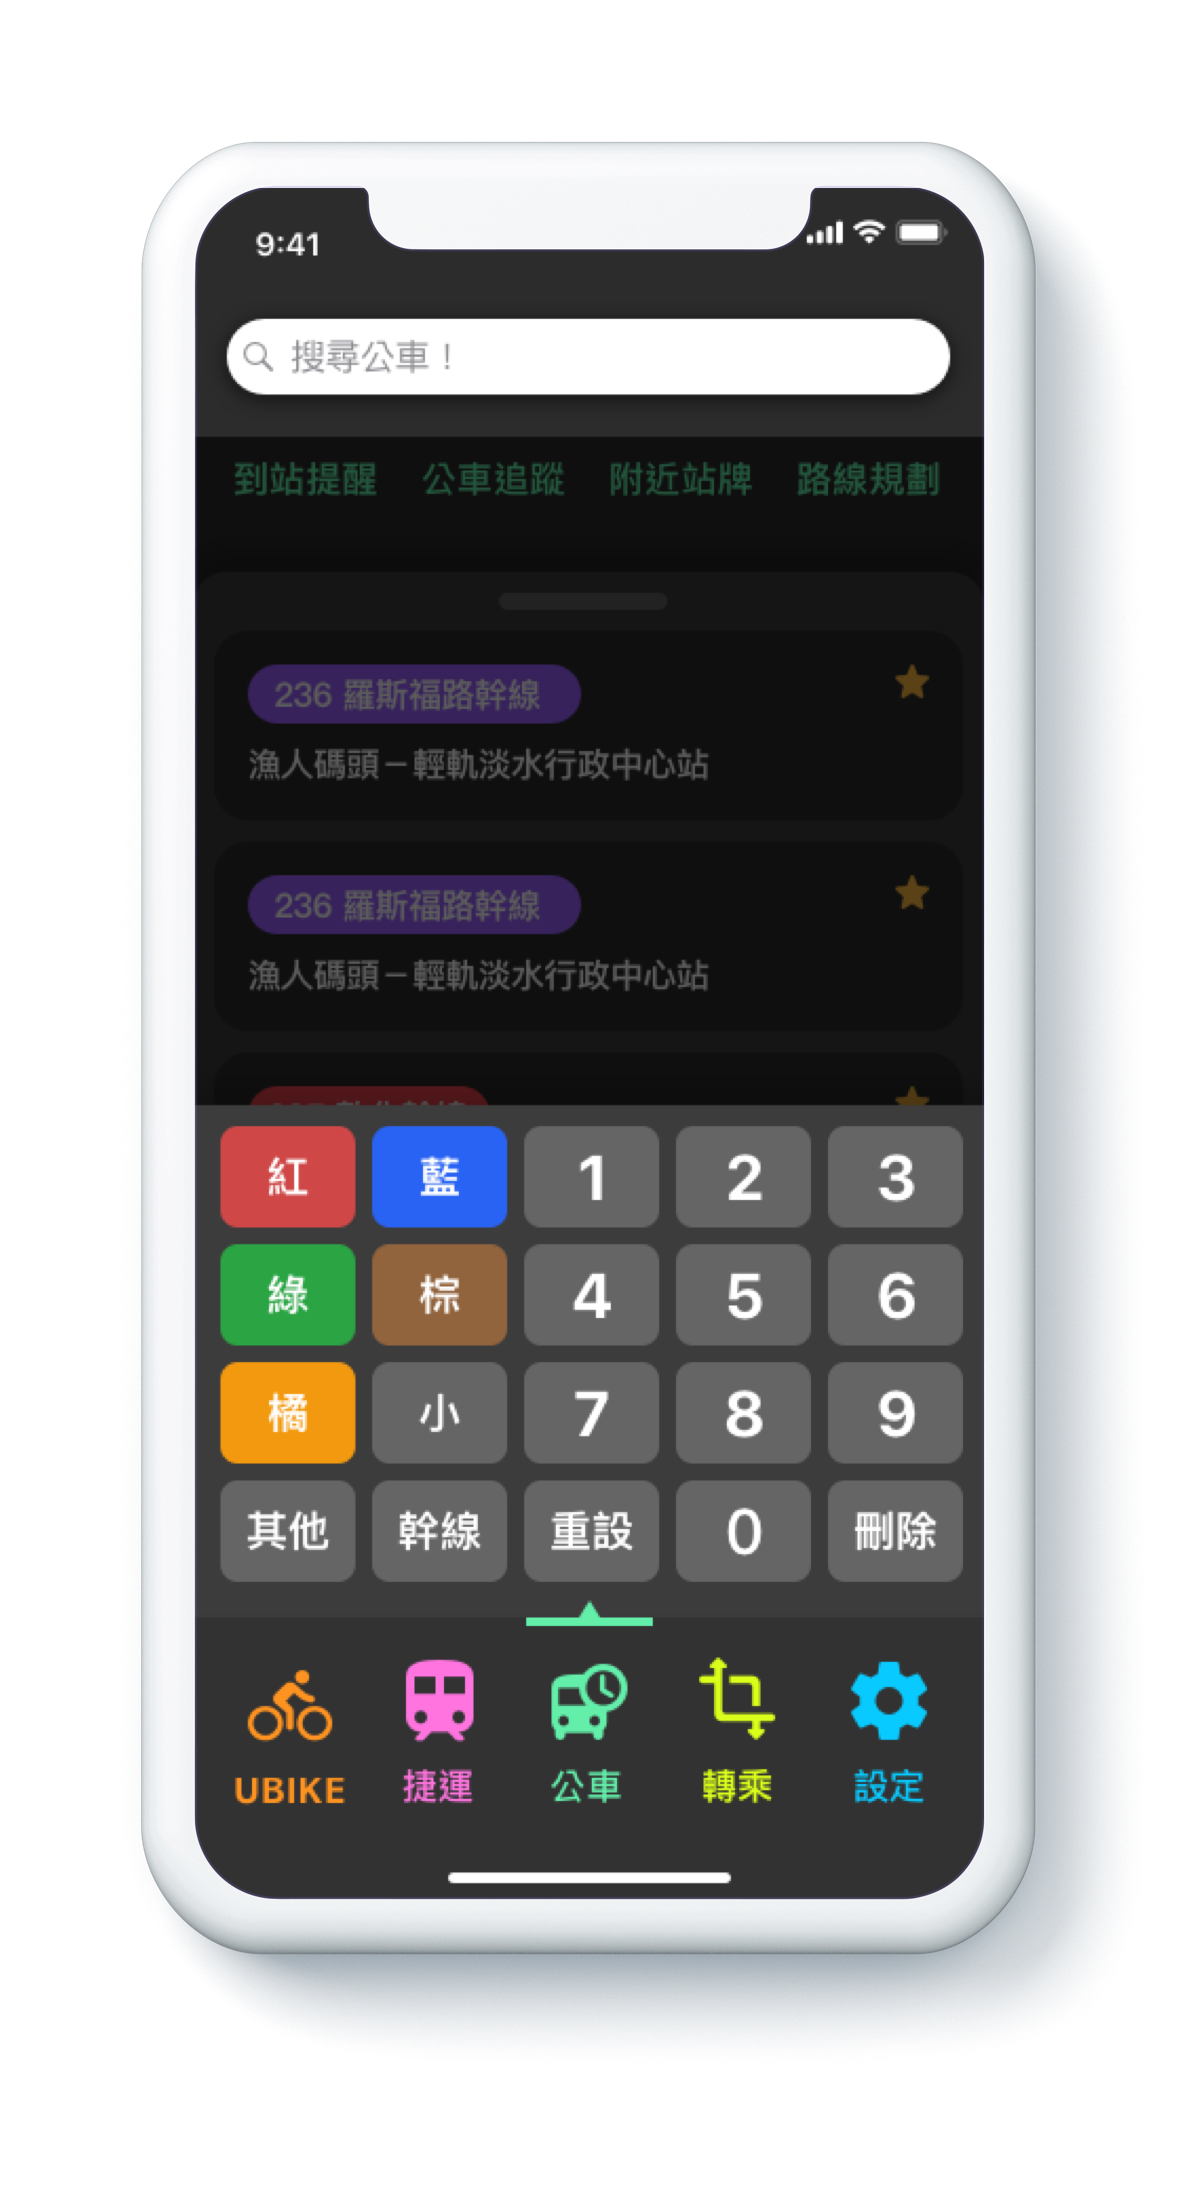 9:41
搜尋公車！
到站提醒 公車追蹤 附近站牌 路線規劃
236 羅斯福路幹線
漁人碼頭－輕軌淡水行政中心站
236 羅斯福路幹線
漁人碼頭－輕軌淡水行政中心站
紅 藍 1 2 3
綠 棕 4 5 6
橘 小 7 8 9
其他 幹線 重設 0 刪除
UBIKE 捷運 公車 轉乘 設定